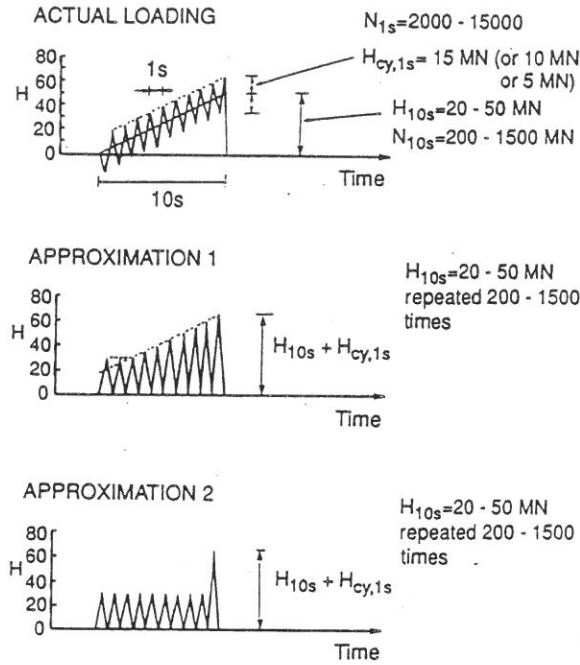 ACTUAL LOADING
N1s=2000 - 15000
Hcy,1s= 15 MN (or 10 MN
or 5 MN)
H10s=20 - 50 MN
N10s=200 - 1500 MN
H
80
60
40
20
0
1s
Time
10s
APPROXIMATION 1
H10s=20 - 50 MN
repeated 200 - 1500
times
H
80
60
40
20
0
H10s + Hcy,1s
Time
APPROXIMATION 2
H10s=20 - 50 MN
repeated 200 - 1500
times
H
80
60
40
20
0
H10s + Hcy,1s
Time